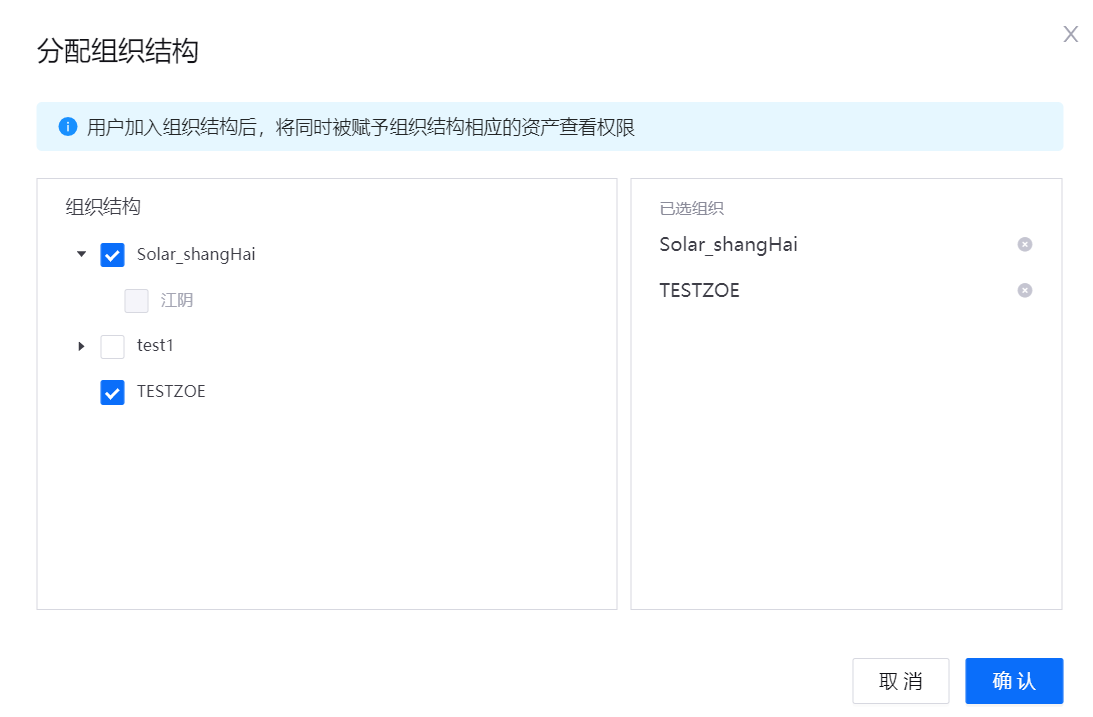 分配组织结构
X
用户加入组织结构后，将同时被赋予组织结构相应的资产查看权限
组织结构
Solar_shangHai
江阴
test1
TESTZOE
已选组织
Solar_shangHai
TESTZOE
取 消
确 认